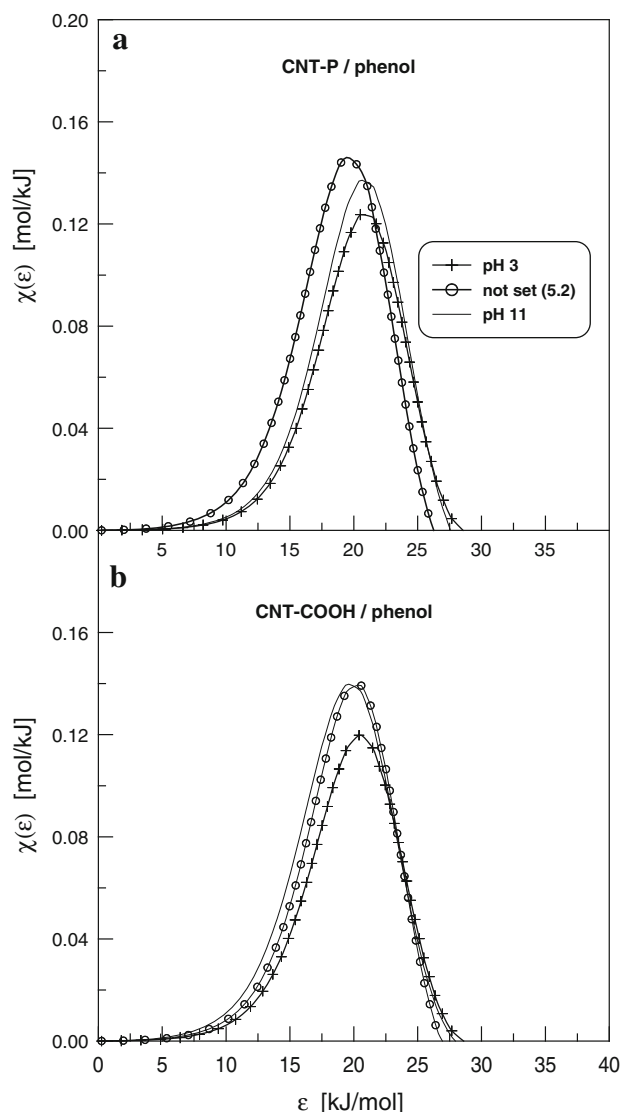 a
CNT-P / phenol
χ(ε) [mol/kJ]
0.20
0.16
0.12
0.08
0.04
0.00
pH 3
not set (5.2)
pH 11
5 10 15 20 25 30 35
b
CNT-COOH / phenol
χ(ε) [mol/kJ]
0.16
0.12
0.08
0.04
0.00
0 5 10 15 20 25 30 35 40
ε [kJ/mol]